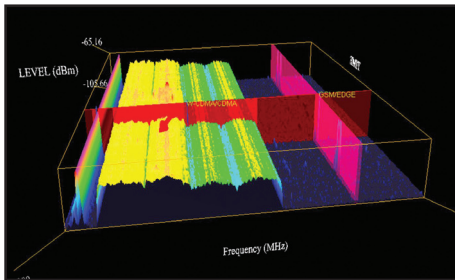 -65.16
LEVEL (dBm)
-105.66
W-CDMA/CDMA
GSM/EDGE
Frequency (MHz)